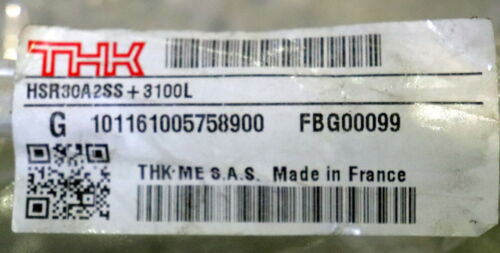 THK
HSR30A2SS+3100L
G 101161005758900 FBG00099
THK-ME S.A.S. Made in France